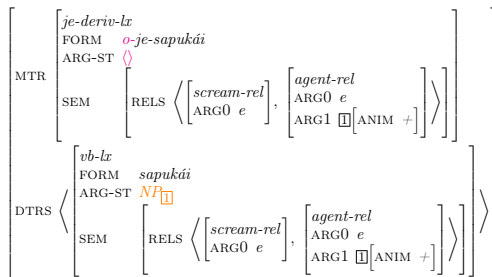 je-deriv-lx
FORM o-je-sapukái
ARG-ST ⟨⟩
MTR
SEM [RELS ⟨[scream-rel ARG0 e], [agent-rel ARG0 e ARG1 [1][ANIM +]]⟩]
vb-lx
FORM sapukái
ARG-ST NP[1]
DTRS
SEM [RELS ⟨[scream-rel ARG0 e], [agent-rel ARG0 e ARG1 [1][ANIM +]]⟩]